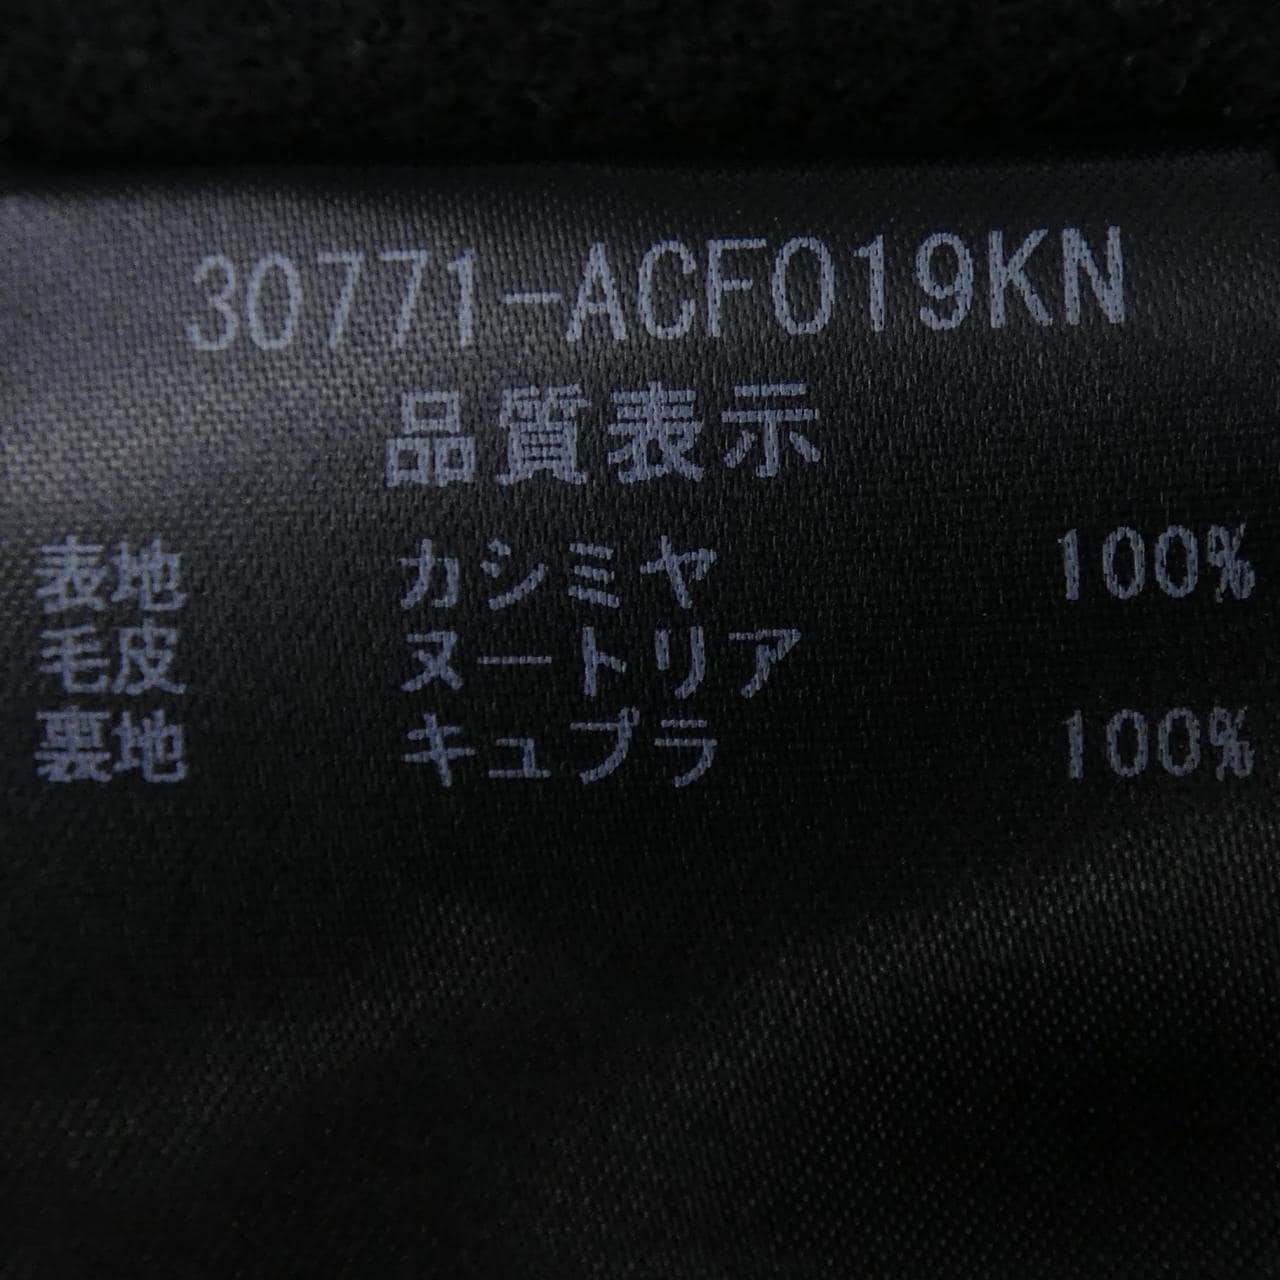 30771-ACF019KN
品質表示
表地 カシミヤ 100%
毛皮 ヌートリア
裏地 キュプラ 100%